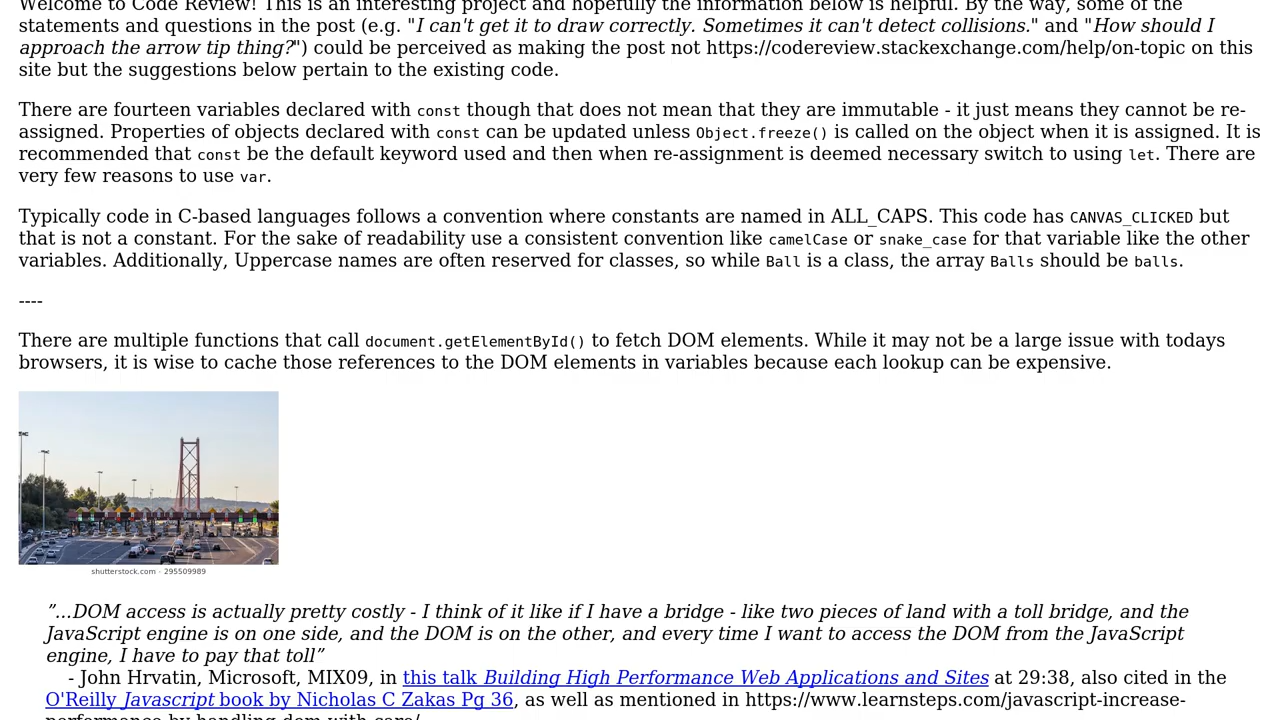 Welcome to Code Review! This is an interesting project and hopefully the information below is helpful. By the way, some of the
statements and questions in the post (e.g. "I can't get it to draw correctly. Sometimes it can't detect collisions." and "How should I
approach the arrow tip thing?") could be perceived as making the post not https://codereview.stackexchange.com/help/on-topic on this
site but the suggestions below pertain to the existing code.
There are fourteen variables declared with const though that does not mean that they are immutable - it just means they cannot be re-
assigned. Properties of objects declared with const can be updated unless Object.freeze() is called on the object when it is assigned. It is
recommended that const be the default keyword used and then when re-assignment is deemed necessary switch to using let. There are
very few reasons to use var.
Typically code in C-based languages follows a convention where constants are named in ALL_CAPS. This code has CANVAS_CLICKED but
that is not a constant. For the sake of readability use a consistent convention like camelCase or snake_case for that variable like the other
variables. Additionally, Uppercase names are often reserved for classes, so while Ball is a class, the array Balls should be balls.
----
There are multiple functions that call document.getElementById() to fetch DOM elements. While it may not be a large issue with todays
browsers, it is wise to cache those references to the DOM elements in variables because each lookup can be expensive.
shutterstock.com · 295509989
”...DOM access is actually pretty costly - I think of it like if I have a bridge - like two pieces of land with a toll bridge, and the
JavaScript engine is on one side, and the DOM is on the other, and every time I want to access the DOM from the JavaScript
engine, I have to pay that toll”
- John Hrvatin, Microsoft, MIX09, in this talk Building High Performance Web Applications and Sites at 29:38, also cited in the
O'Reilly Javascript book by Nicholas C Zakas Pg 36, as well as mentioned in https://www.learnsteps.com/javascript-increase-
performance-by-handling-dom-with-care/